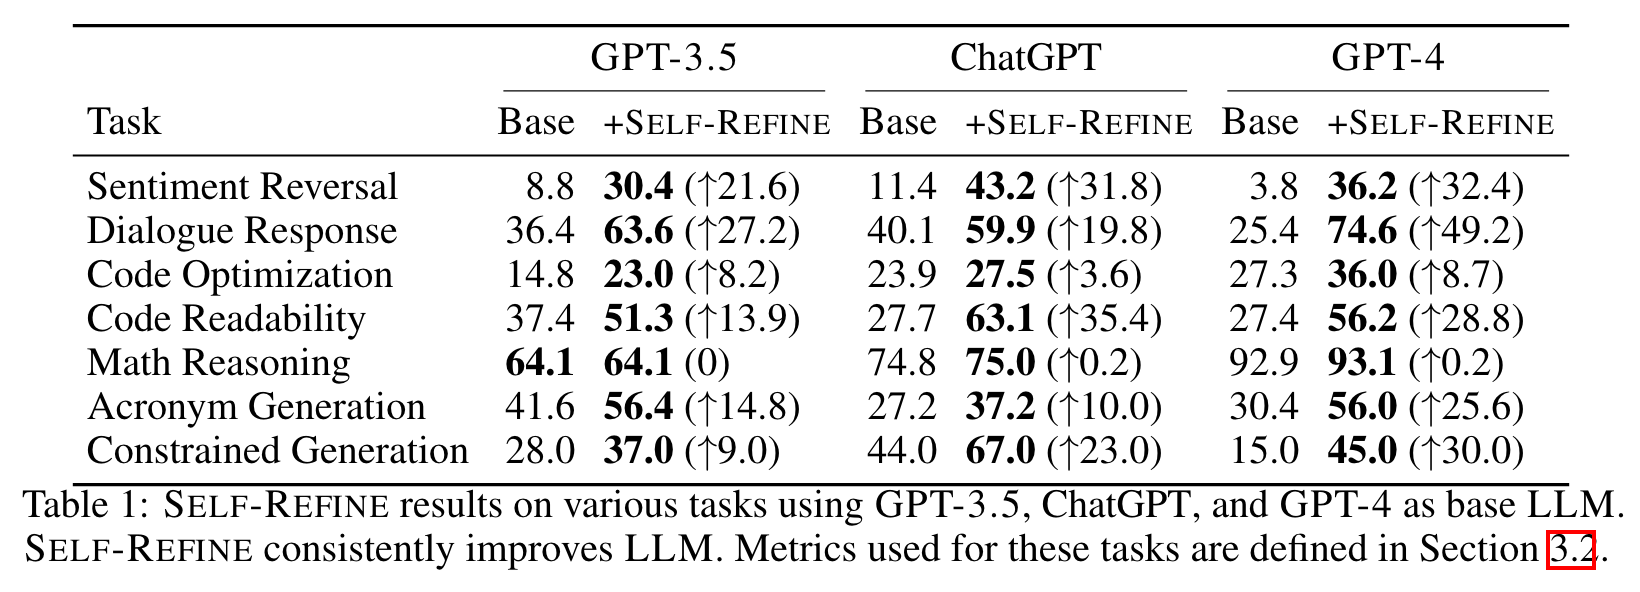 GPT-3.5 ChatGPT GPT-4
Task Base +SELF-REFINE Base +SELF-REFINE Base +SELF-REFINE
Sentiment Reversal 8.8 30.4 (↑21.6) 11.4 43.2 (↑31.8) 3.8 36.2 (↑32.4)
Dialogue Response 36.4 63.6 (↑27.2) 40.1 59.9 (↑19.8) 25.4 74.6 (↑49.2)
Code Optimization 14.8 23.0 (↑8.2) 23.9 27.5 (↑3.6) 27.3 36.0 (↑8.7)
Code Readability 37.4 51.3 (↑13.9) 27.7 63.1 (↑35.4) 27.4 56.2 (↑28.8)
Math Reasoning 64.1 64.1 (0) 74.8 75.0 (↑0.2) 92.9 93.1 (↑0.2)
Acronym Generation 41.6 56.4 (↑14.8) 27.2 37.2 (↑10.0) 30.4 56.0 (↑25.6)
Constrained Generation 28.0 37.0 (↑9.0) 44.0 67.0 (↑23.0) 15.0 45.0 (↑30.0)
Table 1: SELF-REFINE results on various tasks using GPT-3.5, ChatGPT, and GPT-4 as base LLM.
SELF-REFINE consistently improves LLM. Metrics used for these tasks are defined in Section 3.2.